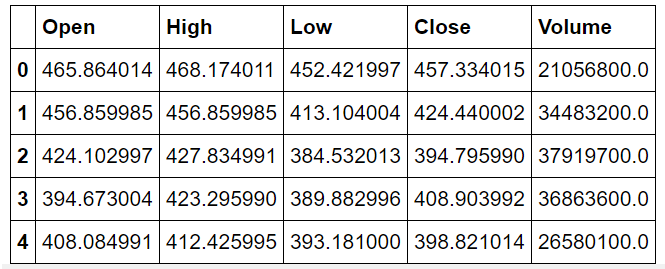 Open High Low Close Volume
0 465.864014 468.174011 452.421997 457.334015 21056800.0
1 456.859985 456.859985 413.104004 424.440002 34483200.0
2 424.102997 427.834991 384.532013 394.795990 37919700.0
3 394.673004 423.295990 389.882996 408.903992 36863600.0
4 408.084991 412.425995 393.181000 398.821014 26580100.0